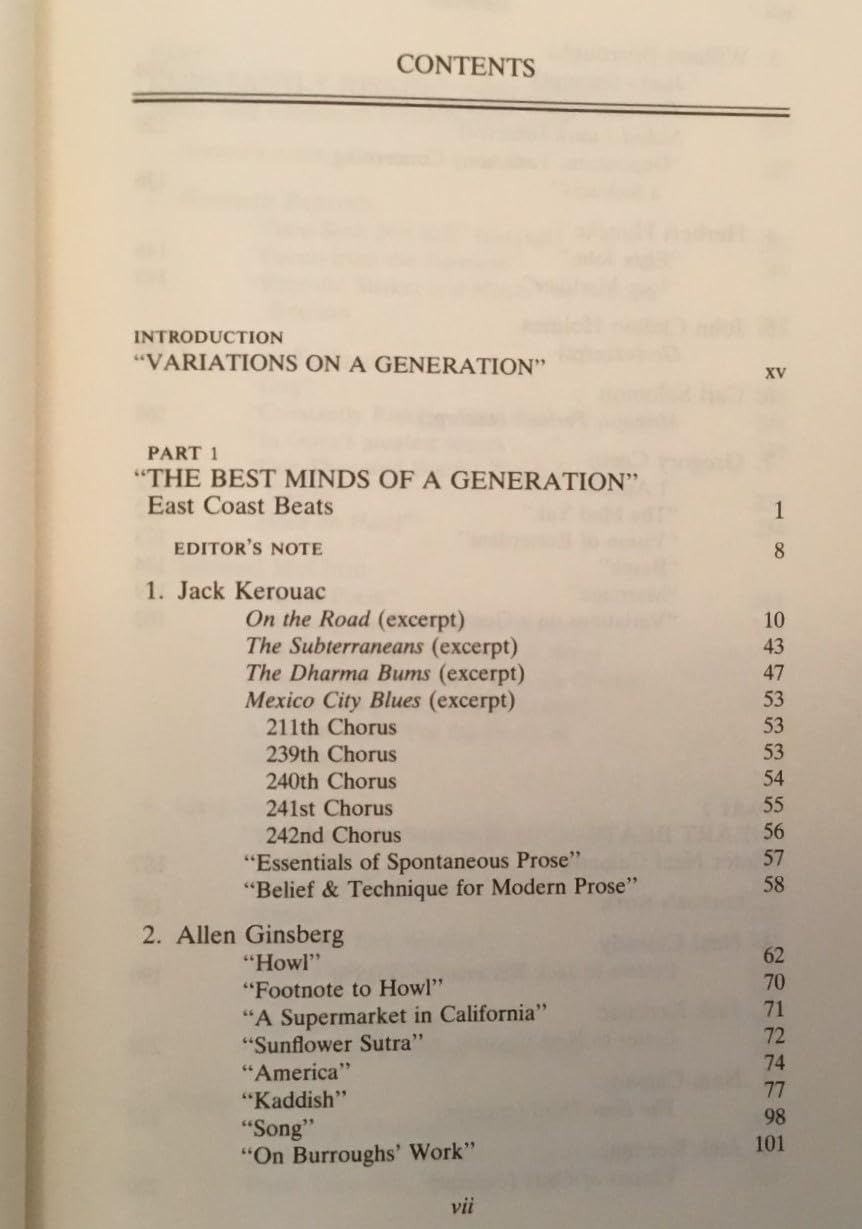 CONTENTS
INTRODUCTION
“VARIATIONS ON A GENERATION” xv
PART 1
“THE BEST MINDS OF A GENERATION”
East Coast Beats 1
EDITOR’S NOTE 8
1. Jack Kerouac
On the Road (excerpt) 10
The Subterraneans (excerpt) 43
The Dharma Bums (excerpt) 47
Mexico City Blues (excerpt) 53
211th Chorus 53
239th Chorus 53
240th Chorus 54
241st Chorus 55
242nd Chorus 56
“Essentials of Spontaneous Prose” 57
“Belief & Technique for Modern Prose” 58
2. Allen Ginsberg
“Howl” 62
“Footnote to Howl” 70
“A Supermarket in California” 71
“Sunflower Sutra” 72
“America” 74
“Kaddish” 77
“Song” 98
“On Burroughs’ Work” 101
vii